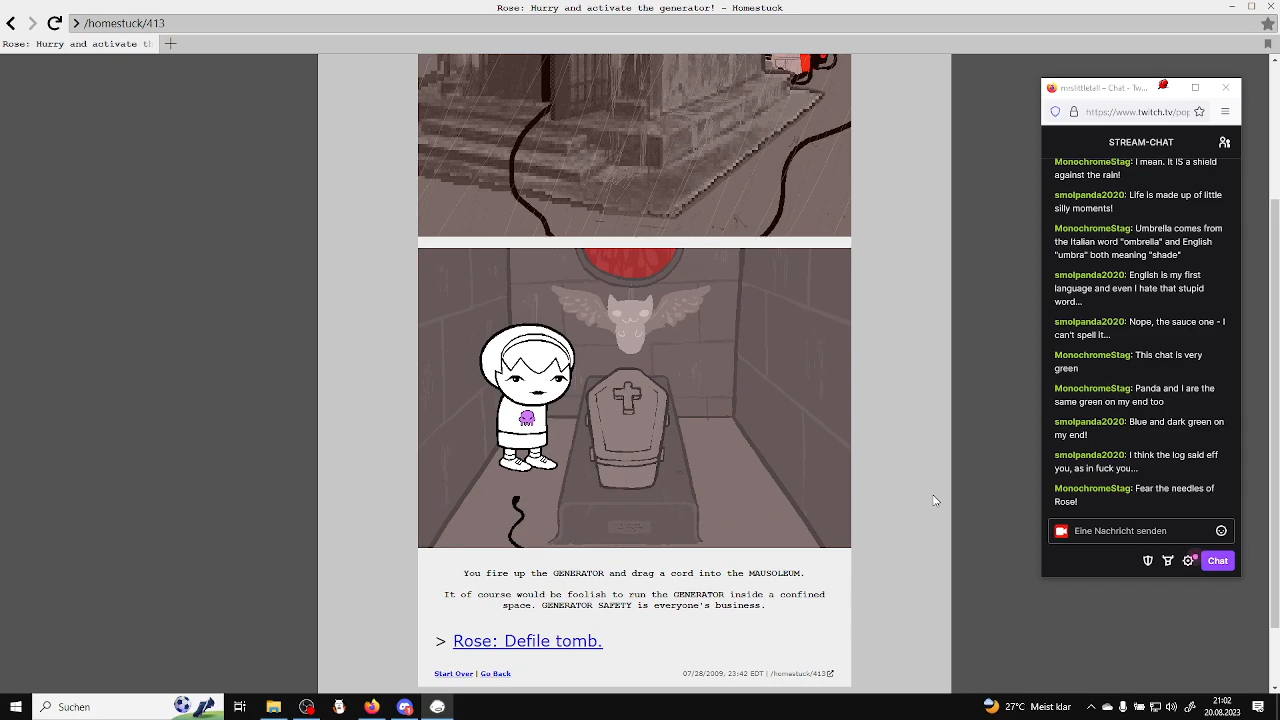 Rose: Hurry and activate the generator! – Homestuck
/homestuck/413
Rose: Hurry and activate th
mrslittletall – Chat - Tw...
https://www.twitch.tv/pop
STREAM-CHAT
MonochromeStag: I mean. It IS a shield
against the rain!
smolpanda2020: Life is made up of little
silly moments!
MonochromeStag: Umbrella comes from
the Italian word "ombrella" and English
"umbra" both meaning "shade"
smolpanda2020: English is my first
language and even I hate that stupid
word...
smolpanda2020: Nope, the sauce one - I
can't spell it...
MonochromeStag: This chat is very
green
MonochromeStag: Panda and I are the
same green on my end too
smolpanda2020: Blue and dark green on
my end!
smolpanda2020: I think the log said eff
you, as in fuck you...
MonochromeStag: Fear the needles of
Rose!
Eine Nachricht senden
Chat
You fire up the GENERATOR and drag a cord into the MAUSOLEUM.
It of course would be foolish to run the GENERATOR inside a confined
space. GENERATOR SAFETY is everyone's business.
> Rose: Defile tomb.
Start Over | Go Back
07/28/2009, 23:42 EDT | /homestuck/413
Suchen
27°C Meist klar
21:02
20.08.2023